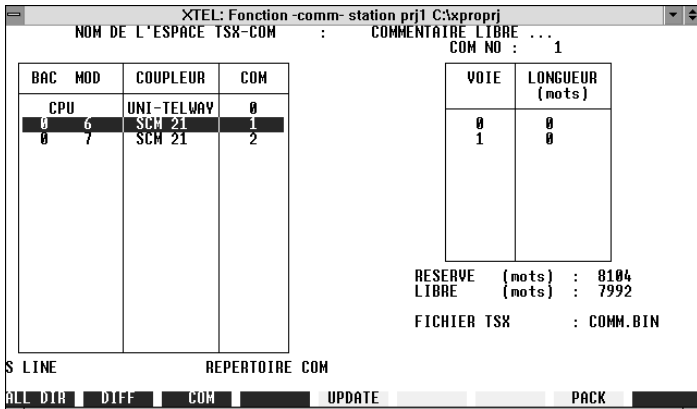 XTEL: Fonction -comm- station prj1 C:\xproprj
NOM DE L'ESPACE TSX-COM : COMMENTAIRE LIBRE ...
COM NO : 1
BAC MOD COUPLEUR COM
CPU UNI-TELWAY 0
0 6 SCM 21 1
0 7 SCM 21 2
VOIE LONGUEUR
(mots)
0 0
1 0
RESERVE (mots) : 8104
LIBRE (mots) : 7992
FICHIER TSX : COMM.BIN
S LINE REPERTOIRE COM
ALL DIR DIFF COM UPDATE PACK